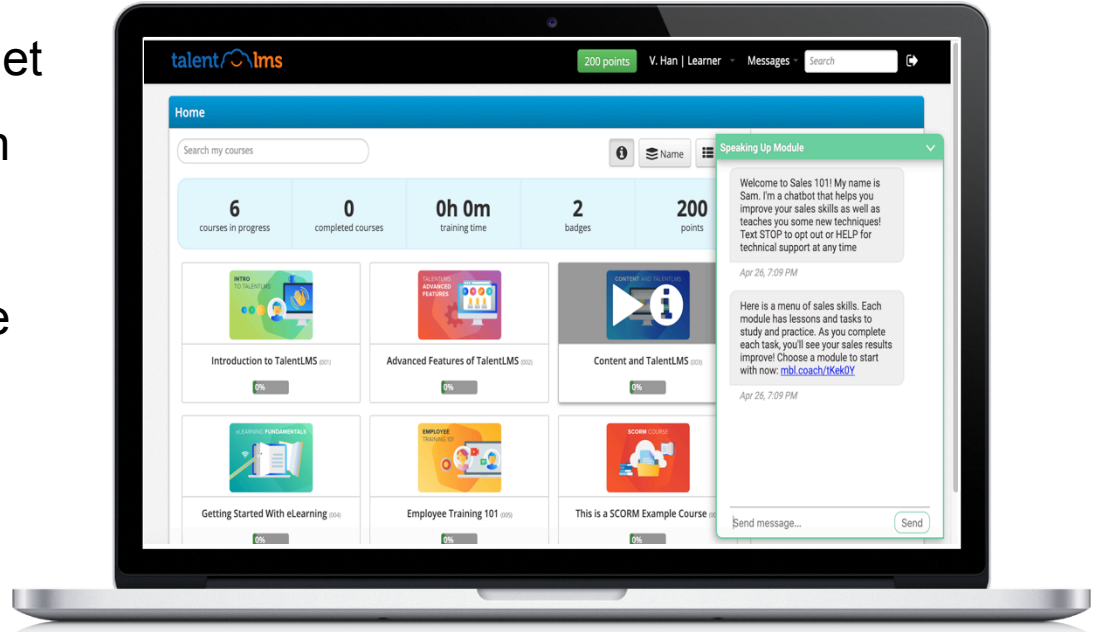 et
n
e
talent lms
200 points
V. Han | Learner
Messages
Search
Home
Search my courses
Name
6
courses in progress
0
completed courses
0h 0m
training time
2
badges
200
points
INTRO
TO TALENTLMS
Introduction to TalentLMS (001)
0%
TALENTLMS
ADVANCED
FEATURES
Advanced Features of TalentLMS (002)
0%
CONTENT AND TALENTLMS
Content and TalentLMS (003)
0%
eLEARNING FUNDAMENTALS
Getting Started With eLearning (004)
0%
EMPLOYEE
TRAINING 101
Employee Training 101 (005)
0%
SCORM COURSE
This is a SCORM Example Course
0%
Speaking Up Module
Welcome to Sales 101! My name is
Sam. I'm a chatbot that helps you
improve your sales skills as well as
teaches you some new techniques!
Text STOP to opt out or HELP for
technical support at any time
Apr 26, 7:09 PM
Here is a menu of sales skills. Each
module has lessons and tasks to
study and practice. As you complete
each task, you'll see your sales results
improve! Choose a module to start
with now: mbl.coach/tKek0Y
Apr 26, 7:09 PM
Send message...
Send